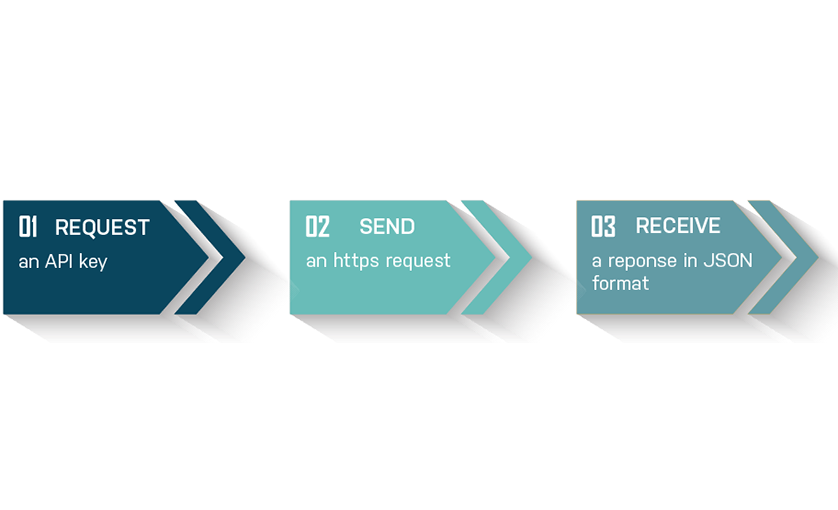 01 REQUEST
an API key
02 SEND
an https request
03 RECEIVE
a reponse in JSON
format